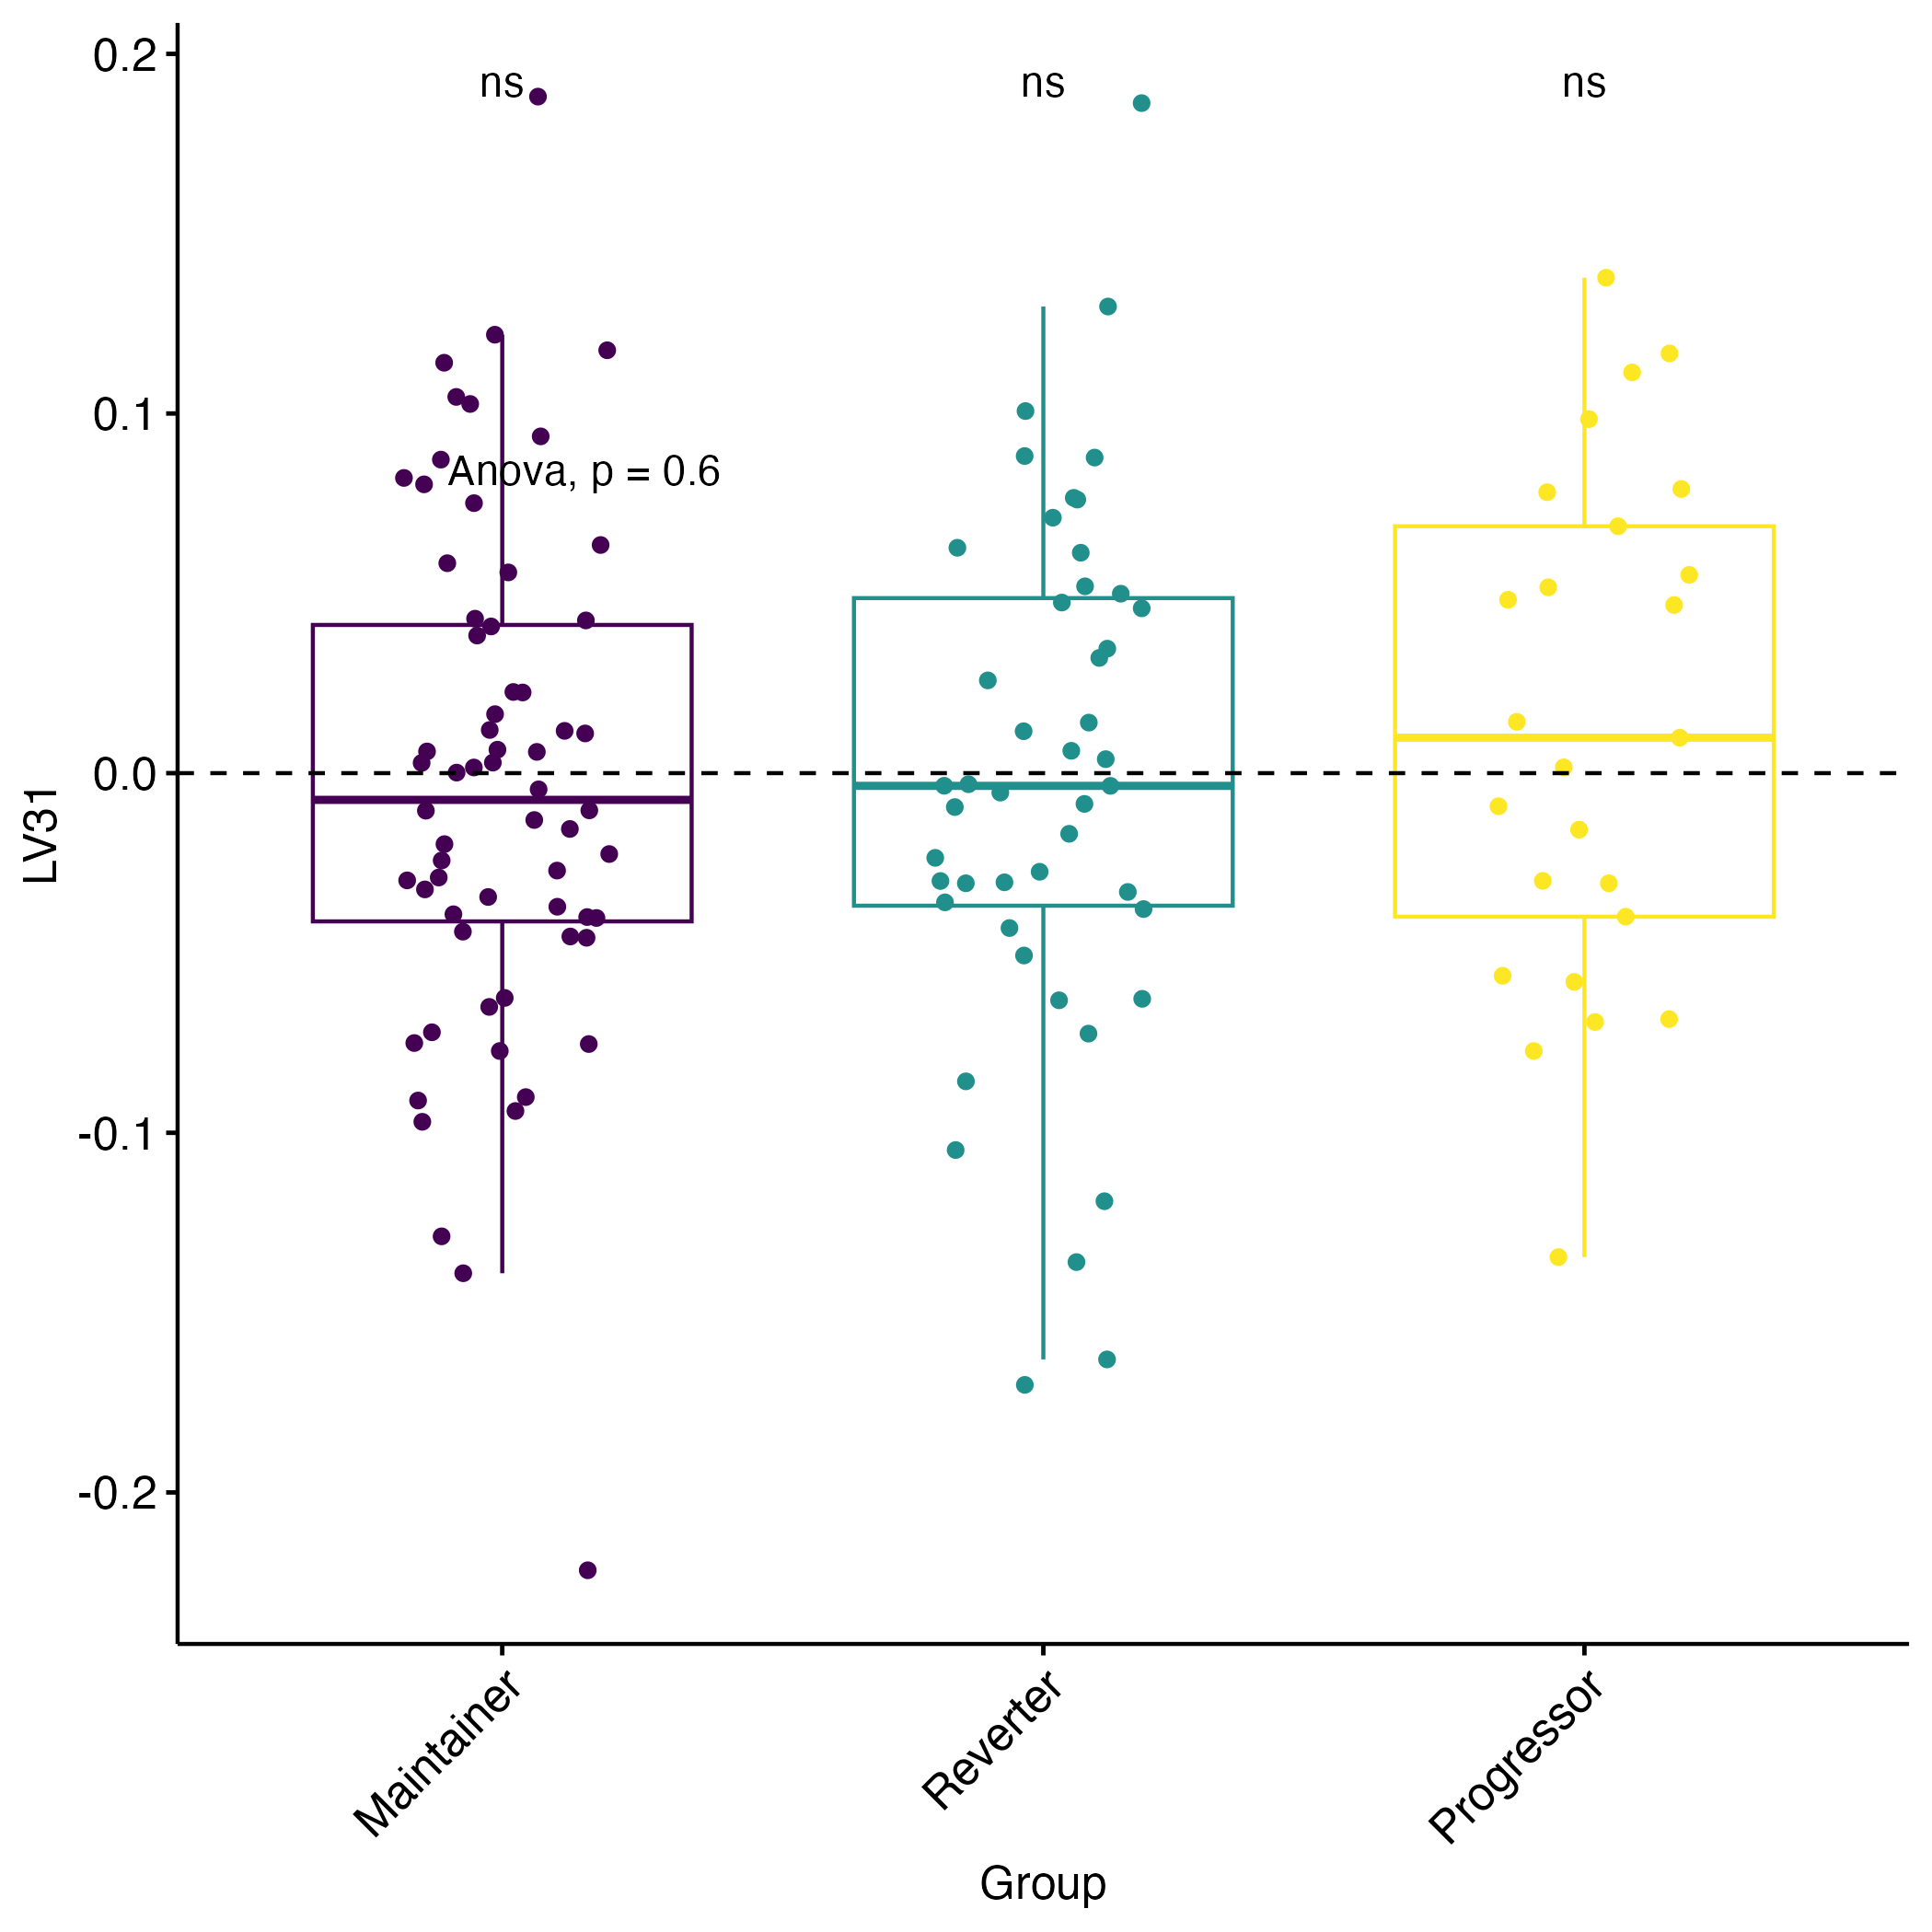 0.2
ns
ns
ns
0.1
Anova, p = 0.6
0.0
LV31
-0.1
-0.2
Maintainer
Reverter
Progressor
Group